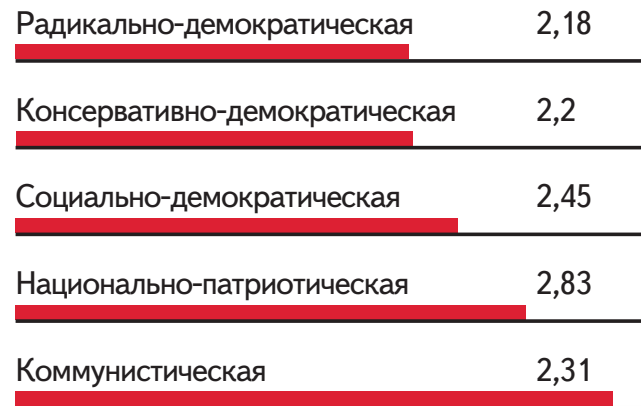 Радикально-демократическая 2,18
Консервативно-демократическая 2,2
Социально-демократическая 2,45
Национально-патриотическая 2,83
Коммунистическая 2,31